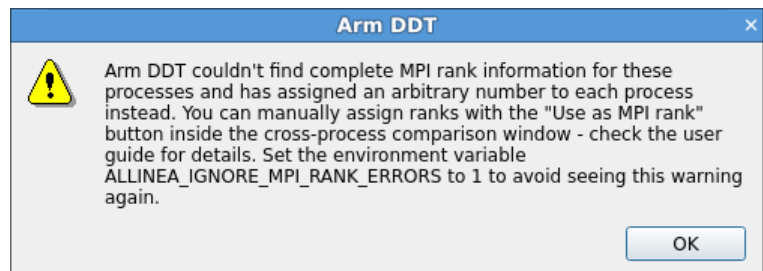 Arm DDT
Arm DDT couldn't find complete MPI rank information for these
processes and has assigned an arbitrary number to each process
instead. You can manually assign ranks with the "Use as MPI rank"
button inside the cross-process comparison window - check the user
guide for details. Set the environment variable
ALLINEA_IGNORE_MPI_RANK_ERRORS to 1 to avoid seeing this warning
again.
OK